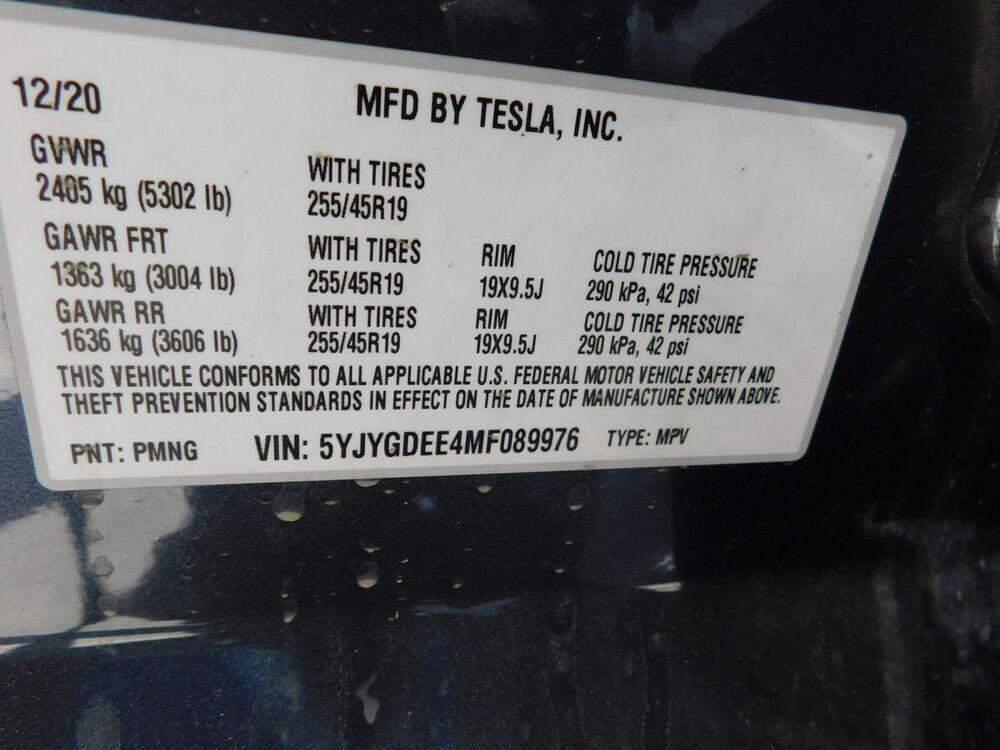 12/20 MFD BY TESLA, INC.
GVWR
2405 kg (5302 lb)
WITH TIRES
255/45R19
GAWR FRT
1363 kg (3004 lb)
WITH TIRES
255/45R19
RIM
19X9.5J
COLD TIRE PRESSURE
290 kPa, 42 psi
GAWR RR
1636 kg (3606 lb)
WITH TIRES
255/45R19
RIM
19X9.5J
COLD TIRE PRESSURE
290 kPa, 42 psi
THIS VEHICLE CONFORMS TO ALL APPLICABLE U.S. FEDERAL MOTOR VEHICLE SAFETY AND
THEFT PREVENTION STANDARDS IN EFFECT ON THE DATE OF MANUFACTURE SHOWN ABOVE.
PNT: PMNG VIN: 5YJYGDEE4MF089976 TYPE: MPV